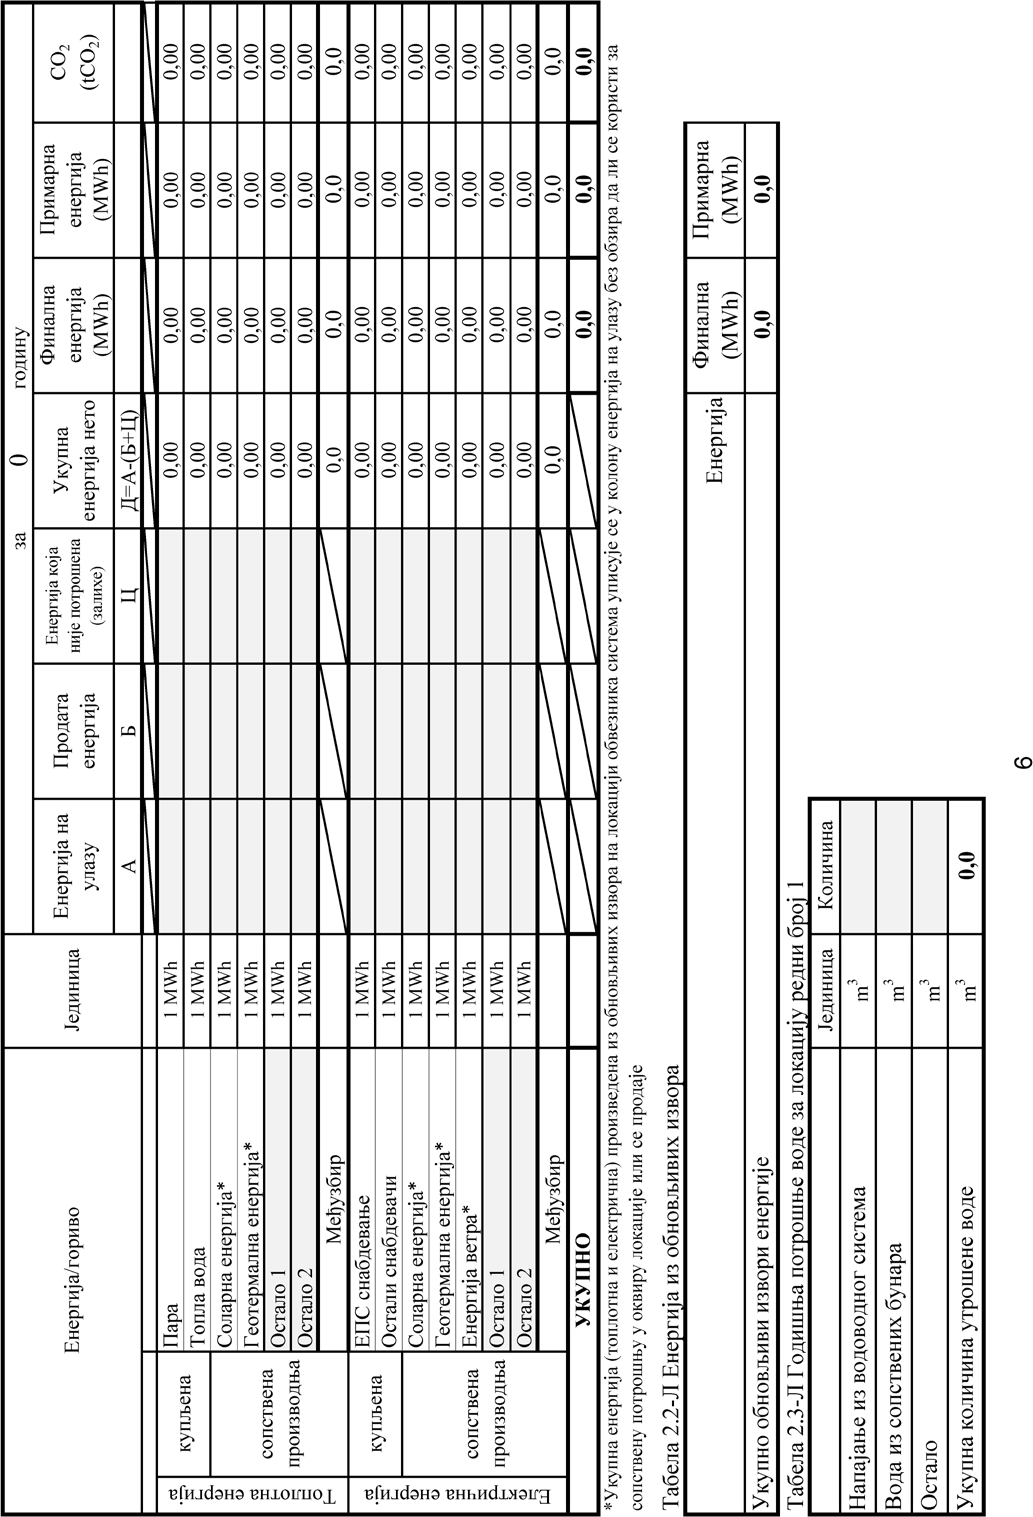 Енергија/гориво Јединица за 0 годину
Енергија на улазу Продата енергија Енергија која није потрошена (залихе) Укупна енергија нето Финална енергија (MWh) Примарна енергија (MWh) CO2 (tCO2)
А Б Ц Д=А-(Б+Ц)
Топлотна енергија
купљена
Пара 1 MWh 0,00 0,00 0,00 0,00
Топла вода 1 MWh 0,00 0,00 0,00 0,00
сопствена производња
Соларна енергија* 1 MWh 0,00 0,00 0,00 0,00
Геотермална енергија* 1 MWh 0,00 0,00 0,00 0,00
Остало 1 1 MWh 0,00 0,00 0,00 0,00
Остало 2 1 MWh 0,00 0,00 0,00 0,00
Међузбир 0,0 0,0 0,0 0,0
Електрична енергија
купљена
ЕПС снабдевање 1 MWh 0,00 0,00 0,00 0,00
Остали снабдевачи 1 MWh 0,00 0,00 0,00 0,00
сопствена производња
Соларна енергија* 1 MWh 0,00 0,00 0,00 0,00
Геотермална енергија* 1 MWh 0,00 0,00 0,00 0,00
Енергија ветра* 1 MWh 0,00 0,00 0,00 0,00
Остало 1 1 MWh 0,00 0,00 0,00 0,00
Остало 2 1 MWh 0,00 0,00 0,00 0,00
Међузбир 0,0 0,0 0,0 0,0
УКУПНО 0,0 0,0 0,0
*Укупна енергија (топлотна и електрична) произведена из обновљивих извора на локацији обвезника система уписује се у колону енергија на улазу без обзира да ли се користи за
сопствену потрошњу у оквиру локације или се продаје
Табела 2.2-Л Енергија из обновљивих извора
Енергија Финална (MWh) Примарна (MWh)
Укупно обновљиви извори енергије 0,0 0,0
Табела 2.3-Л Годишња потрошње воде за локацију редни број 1
Јединица Количина
Напајање из водоводног система m3
Вода из сопствених бунара m3
Остало m3
Укупна количина утрошене воде m3 0,0
6